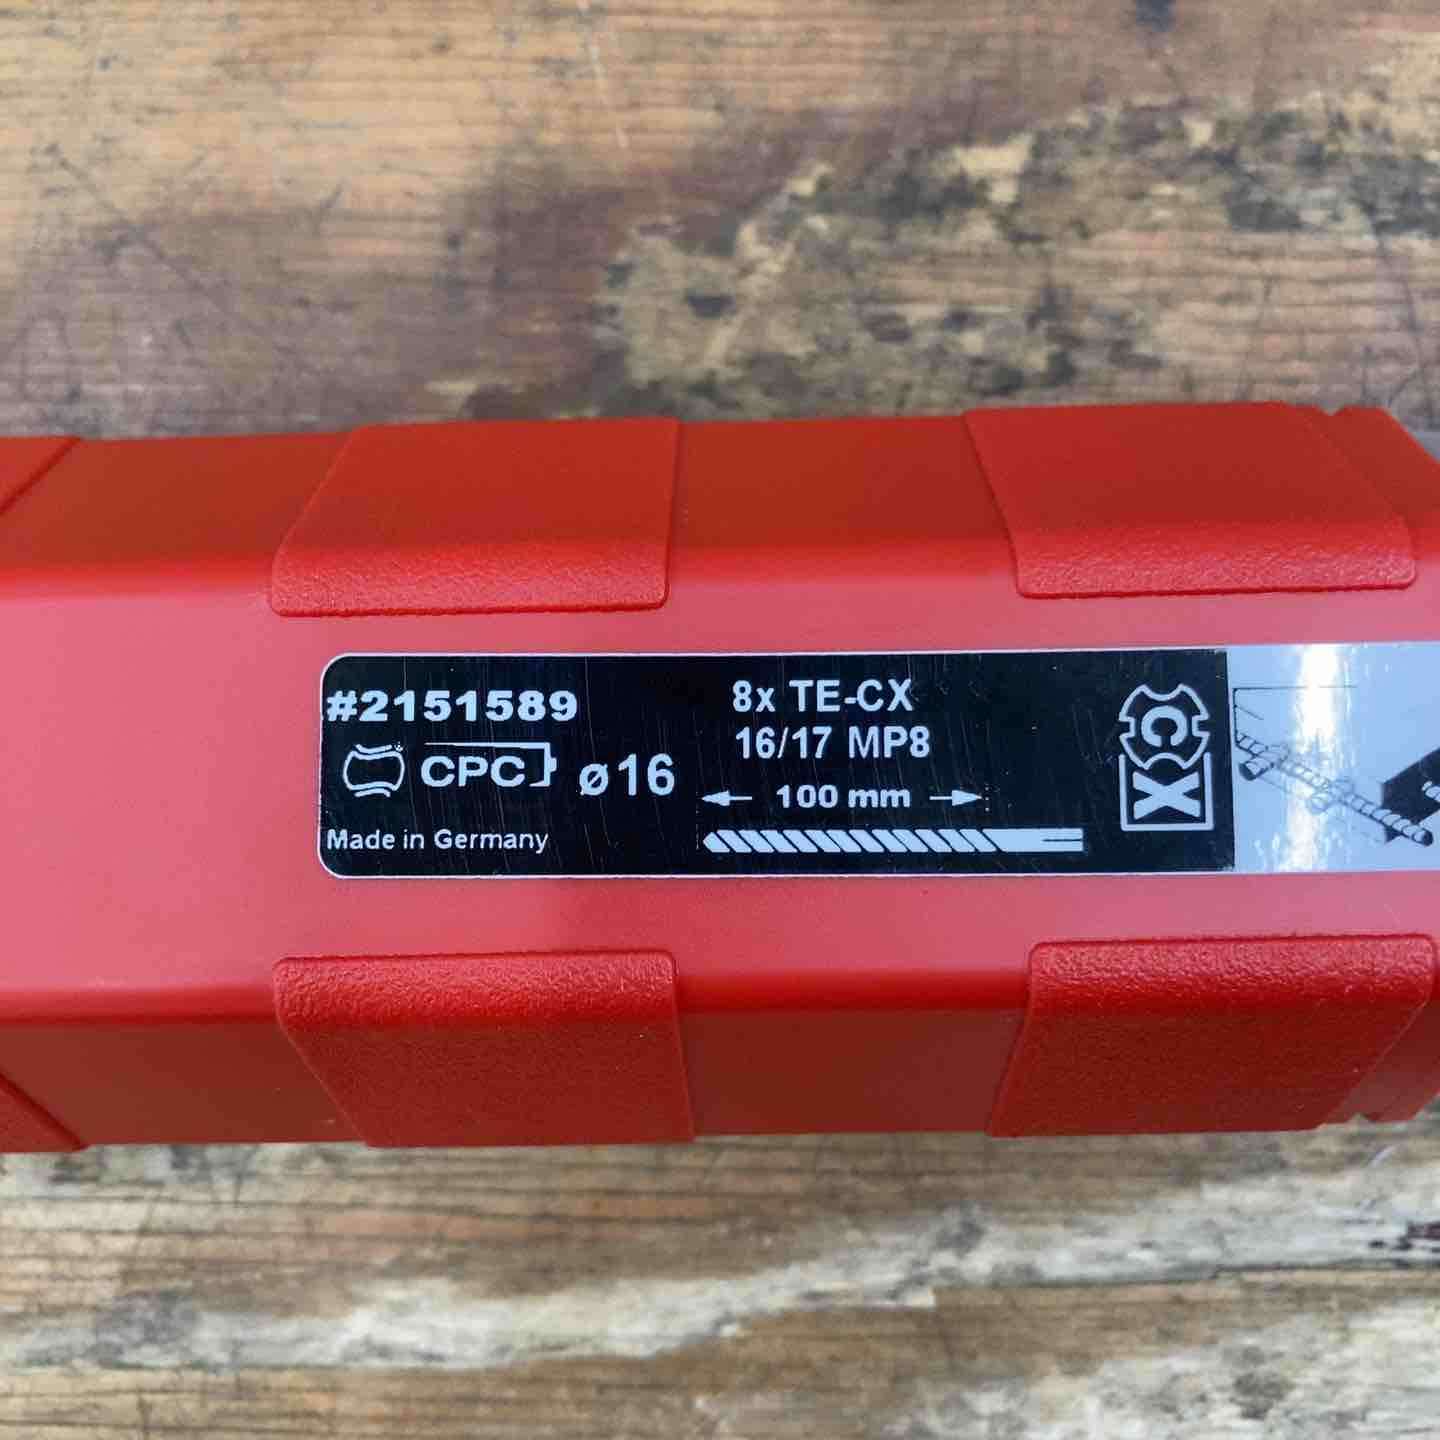 #2151589
CPC
ø16
Made in Germany
8x TE-CX
16/17 MP8
100 mm
CX